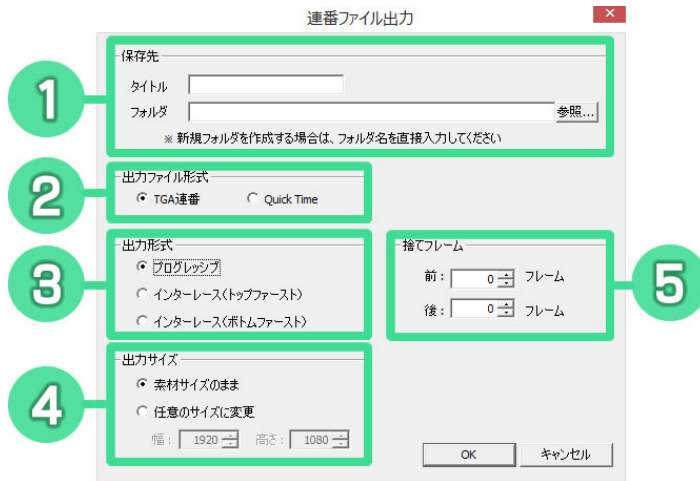 連番ファイル出力
×
1
保存先
タイトル
フォルダ
参照...
※ 新規フォルダを作成する場合は、フォルダ名を直接入力してください
2
出力ファイル形式
TGA連番 Quick Time
3
出力形式
プログレッシブ
インターレース(トップファースト)
インターレース(ボトムファースト)
5
捨てフレーム
前: 0 フレーム
後: 0 フレーム
4
出力サイズ
素材サイズのまま
任意のサイズに変更
幅: 1920 高さ: 1080
OK キャンセル